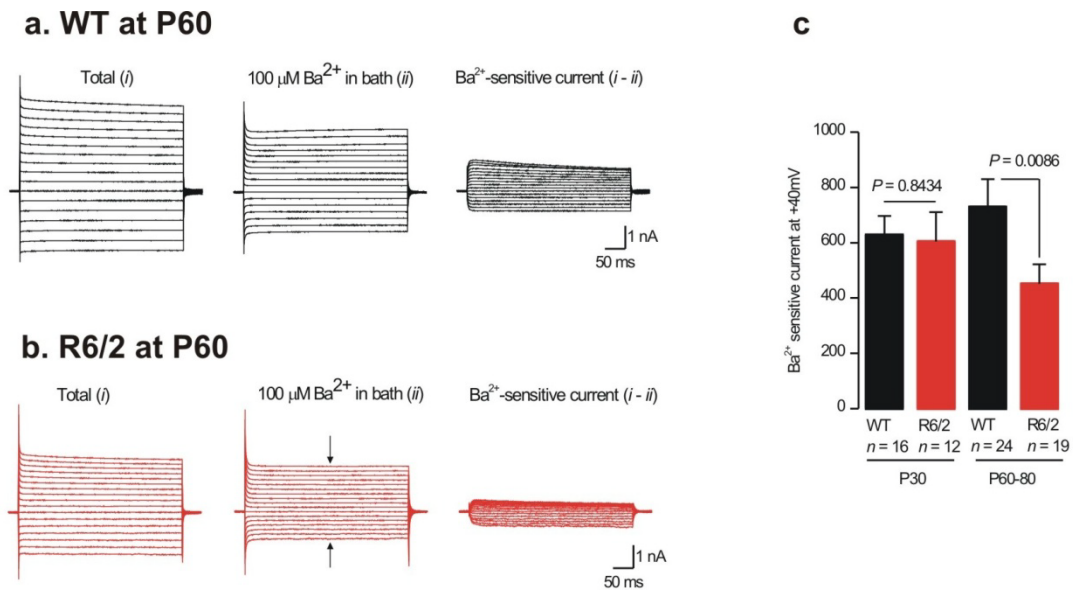 a. WT at P60
Total (i)
100 μM Ba2+ in bath (ii)
Ba2+-sensitive current (i - ii)
1 nA
50 ms
b. R6/2 at P60
Total (i)
100 μM Ba2+ in bath (ii)
Ba2+-sensitive current (i - ii)
1 nA
50 ms
c
Ba2+ sensitive current at +40mV
1000
800
600
400
200
0
P = 0.8434
P = 0.0086
WT R6/2 WT R6/2
n = 16 n = 12 n = 24 n = 19
P30 P60-80